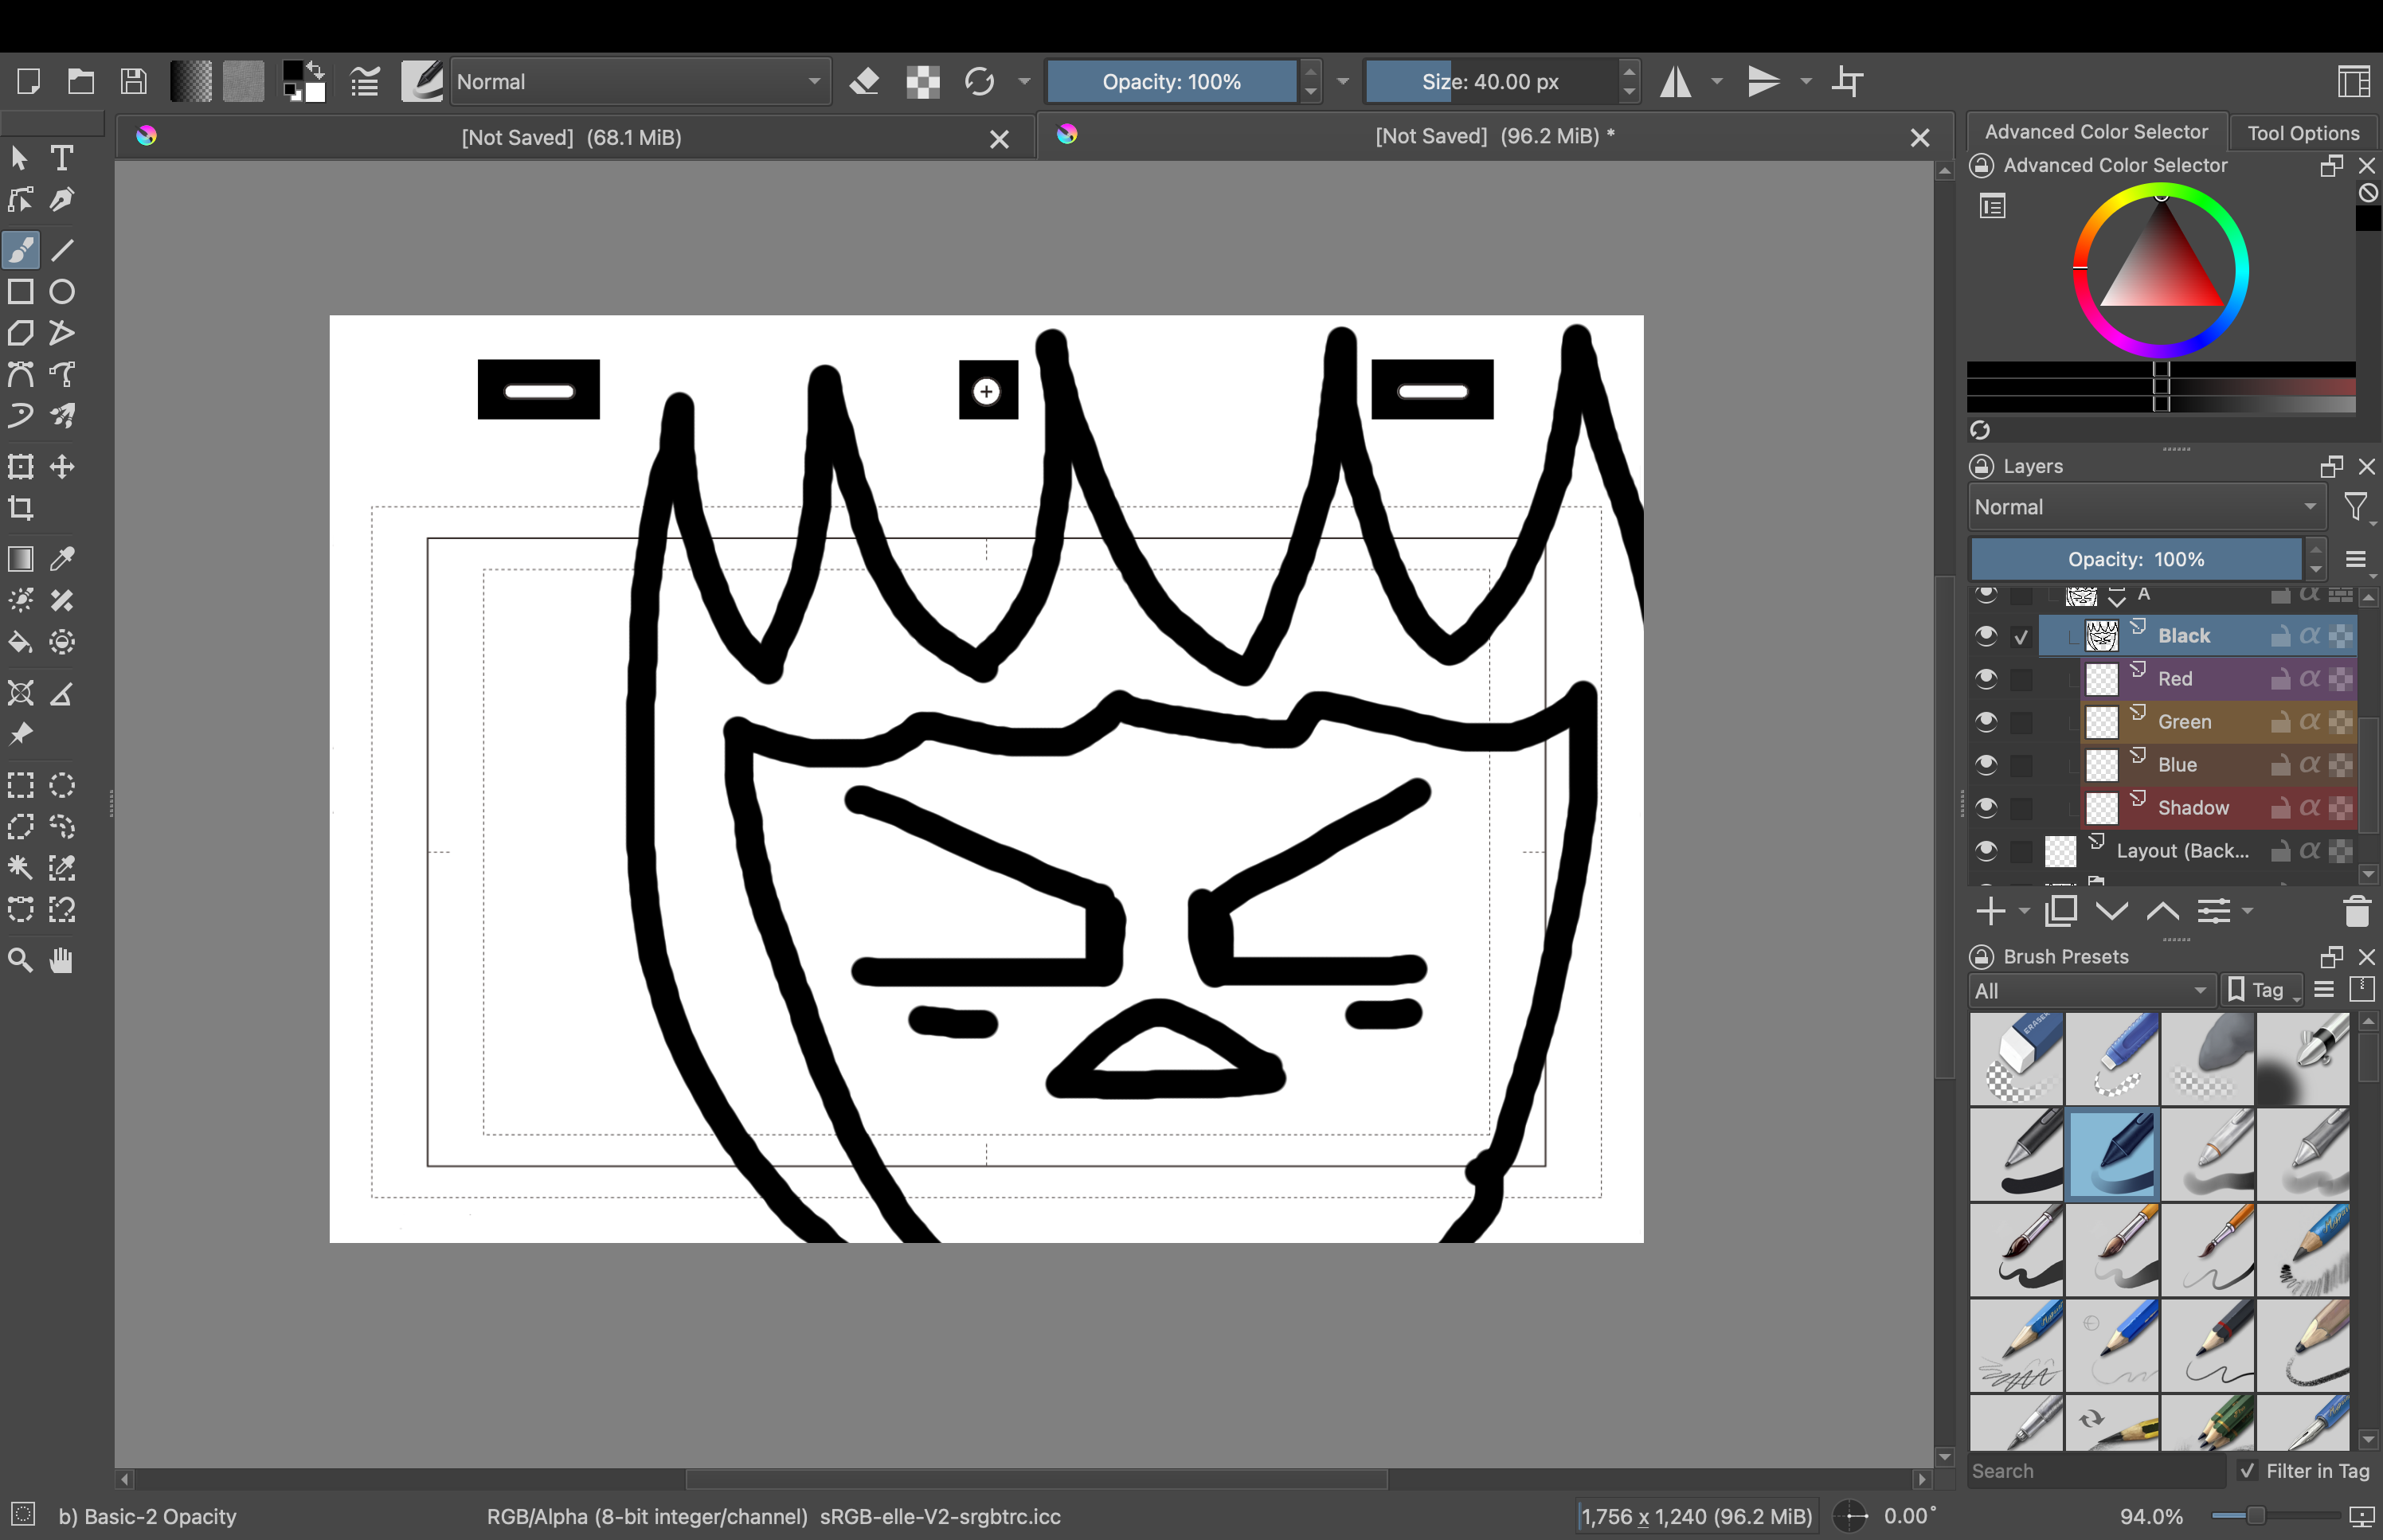 Normal
Opacity: 100%
Size: 40.00 px
[Not Saved] (68.1 MiB)
[Not Saved] (96.2 MiB) *
Advanced Color Selector
Tool Options
Advanced Color Selector
Layers
Normal
Opacity: 100%
A
Black
Red
Green
Blue
Shadow
Layout (Back...
Brush Presets
All
Tag
Search
Filter in Tag
b) Basic-2 Opacity
RGB/Alpha (8-bit integer/channel) sRGB-elle-V2-srgbtrc.icc
1,756 x 1,240 (96.2 MiB)
0.00°
94.0%